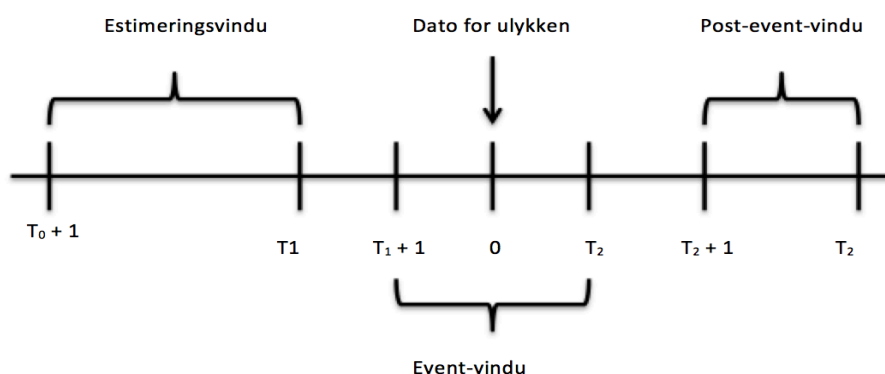 Estimeringsvindu
Dato for ulykken
Post-event-vindu
T₀ + 1
T1
T₁ + 1
0
T₂
T₂ + 1
T₂
Event-vindu